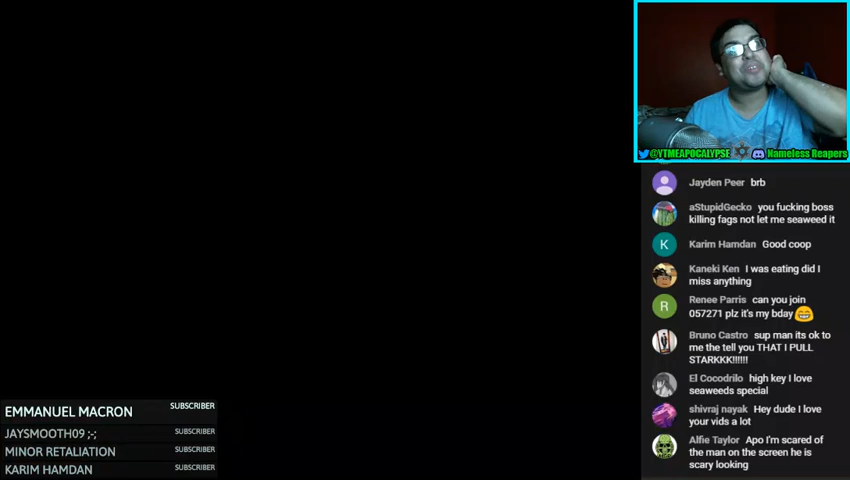 @YTMEAPOCALYPSE Nameless Reapers
Jayden Peer brb
aStupidGecko you fucking boss
killing fags not let me seaweed it
K Karim Hamdan Good coop
Kaneki Ken I was eating did I
miss anything
R Renee Parris can you join
057271 plz it's my bday
Bruno Castro sup man its ok to
me the tell you THAT I PULL
STARKKK!!!!!!
El Cocodrilo high key I love
seaweeds special
shivraj nayak Hey dude I love
your vids a lot
Alfie Taylor Apo I'm scared of
the man on the screen he is
scary looking
EMMANUEL MACRON SUBSCRIBER
JAYSMOOTH09 ;-; SUBSCRIBER
MINOR RETALIATION SUBSCRIBER
KARIM HAMDAN SUBSCRIBER